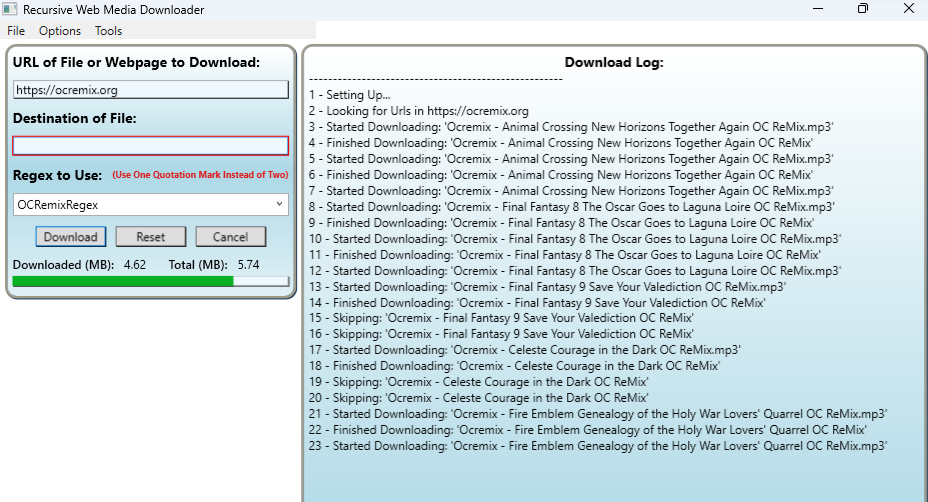 Recursive Web Media Downloader
File Options Tools
URL of File or Webpage to Download:
https://ocremix.org
Destination of File:
Regex to Use: (Use One Quotation Mark Instead of Two)
OCRemixRegex
Download Reset Cancel
Downloaded (MB): 4.62 Total (MB): 5.74
Download Log:
----------------------------------------------------
1 - Setting Up...
2 - Looking for Urls in https://ocremix.org
3 - Started Downloading: 'Ocremix - Animal Crossing New Horizons Together Again OC ReMix.mp3'
4 - Finished Downloading: 'Ocremix - Animal Crossing New Horizons Together Again OC ReMix'
5 - Started Downloading: 'Ocremix - Animal Crossing New Horizons Together Again OC ReMix.mp3'
6 - Finished Downloading: 'Ocremix - Animal Crossing New Horizons Together Again OC ReMix'
7 - Started Downloading: 'Ocremix - Animal Crossing New Horizons Together Again OC ReMix.mp3'
8 - Started Downloading: 'Ocremix - Final Fantasy 8 The Oscar Goes to Laguna Loire OC ReMix.mp3'
9 - Finished Downloading: 'Ocremix - Final Fantasy 8 The Oscar Goes to Laguna Loire OC ReMix'
10 - Started Downloading: 'Ocremix - Final Fantasy 8 The Oscar Goes to Laguna Loire OC ReMix.mp3'
11 - Finished Downloading: 'Ocremix - Final Fantasy 8 The Oscar Goes to Laguna Loire OC ReMix'
12 - Started Downloading: 'Ocremix - Final Fantasy 8 The Oscar Goes to Laguna Loire OC ReMix.mp3'
13 - Started Downloading: 'Ocremix - Final Fantasy 9 Save Your Valediction OC ReMix.mp3'
14 - Finished Downloading: 'Ocremix - Final Fantasy 9 Save Your Valediction OC ReMix'
15 - Skipping: 'Ocremix - Final Fantasy 9 Save Your Valediction OC ReMix'
16 - Skipping: 'Ocremix - Final Fantasy 9 Save Your Valediction OC ReMix'
17 - Started Downloading: 'Ocremix - Celeste Courage in the Dark OC ReMix.mp3'
18 - Finished Downloading: 'Ocremix - Celeste Courage in the Dark OC ReMix'
19 - Skipping: 'Ocremix - Celeste Courage in the Dark OC ReMix'
20 - Skipping: 'Ocremix - Celeste Courage in the Dark OC ReMix'
21 - Started Downloading: 'Ocremix - Fire Emblem Genealogy of the Holy War Lovers' Quarrel OC ReMix.mp3'
22 - Finished Downloading: 'Ocremix - Fire Emblem Genealogy of the Holy War Lovers' Quarrel OC ReMix'
23 - Started Downloading: 'Ocremix - Fire Emblem Genealogy of the Holy War Lovers' Quarrel OC ReMix.mp3'